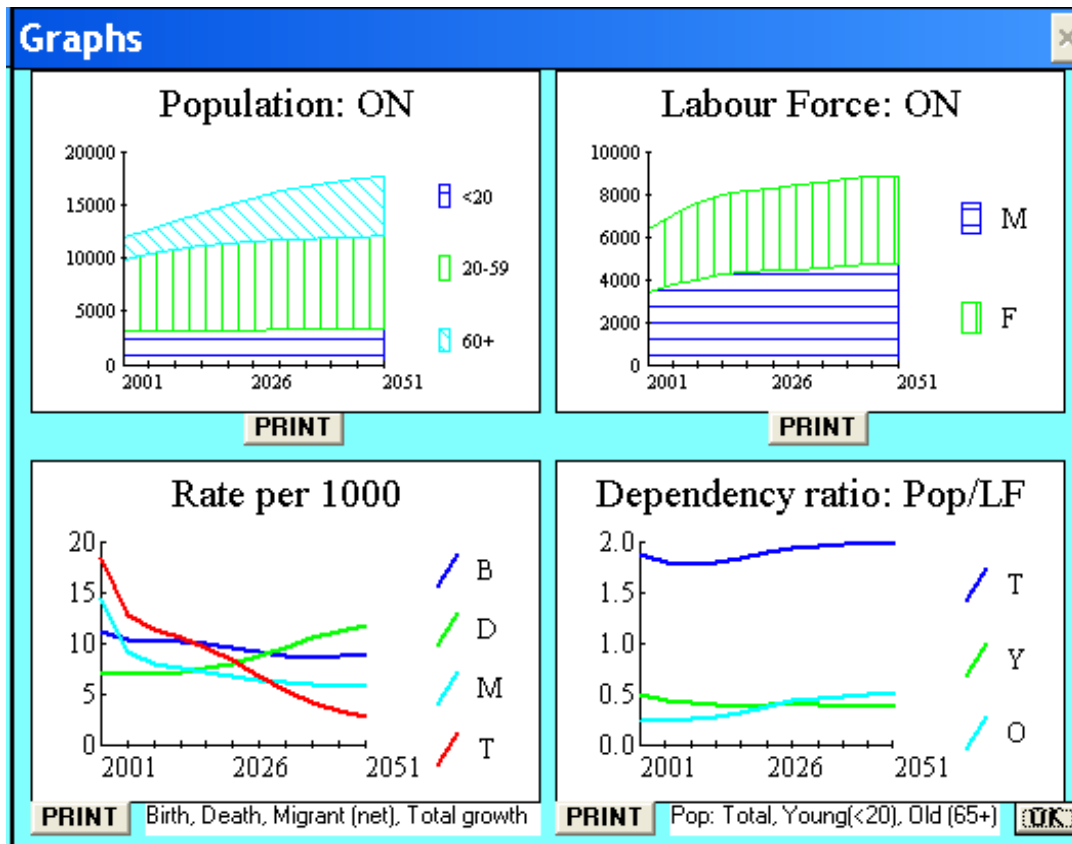 Graphs
×
Population: ON
20000
15000
10000
5000
0
2001 2026 2051
<20
20-59
60+
PRINT
Labour Force: ON
10000
8000
6000
4000
2000
0
2001 2026 2051
M
F
PRINT
Rate per 1000
20
15
10
5
0
2001 2026 2051
B
D
M
T
PRINT
Birth, Death, Migrant (net), Total growth
Dependency ratio: Pop/LF
2.0
1.5
1.0
0.5
0.0
2001 2026 2051
T
Y
O
PRINT
Pop: Total, Young(<20), Old (65+)
OK